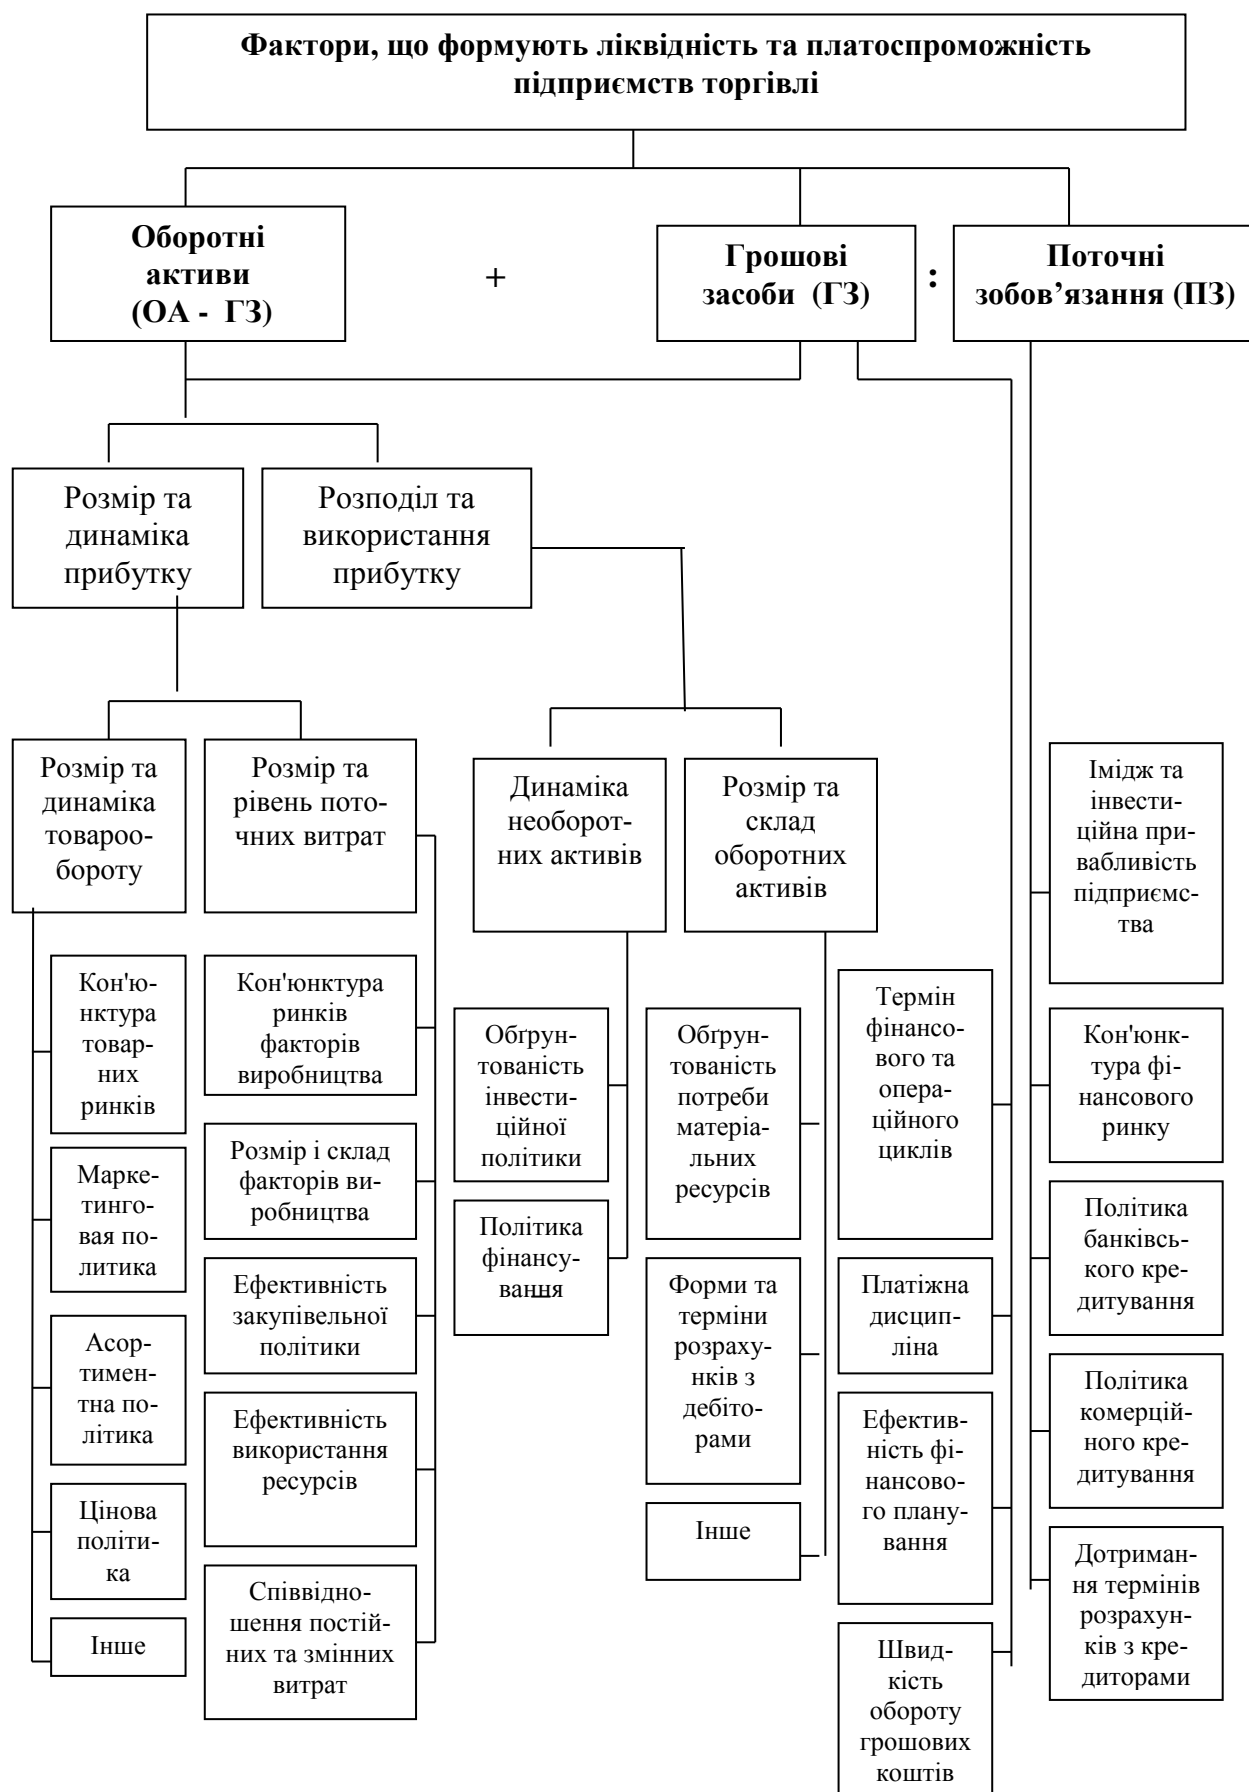 Фактори, що формують ліквідність та платоспроможність
підприємств торгівлі
Оборотні
активи
(ОА - ГЗ)
+
Грошові
засоби (ГЗ)
:
Поточні
зобов’язання (ПЗ)
Розмір та
динаміка
прибутку
Розподіл та
використання
прибутку
Розмір та
динаміка
товароо-
бороту
Розмір та
рівень пото-
чних витрат
Динаміка
необорот-
них активів
Розмір та
склад
оборотних
активів
Імідж та
інвести-
ційна при-
вабливість
підприємс-
тва
Кон'ю-
нктура
товар-
них
ринків
Маркe-
тинго-
вая по-
литика
Асор-
тимен-
тна по-
літика
Цінова
політи-
ка
Інше
Кон'юнктура
ринків
факторів
виробництва
Розмір і склад
факторів ви-
робництва
Ефективність
закупівельної
політики
Ефективність
використання
ресурсів
Співвідно-
шення постій-
них та змінних
витрат
Обґрун-
тованість
інвести-
ційної
політики
Політика
фінансу-
вання
Обґрун-
тованість
потреби
матеріа-
льних
ресурсів
Форми та
терміни
розраху-
нків з
дебіто-
рами
Інше
Термін
фінансо-
вого та
опера-
ційного
циклів
Платіжна
дисцип-
ліна
Ефектив-
ність фі-
нансово-
го плану-
вання
Швид-
кість
обороту
грошових
коштів
Кон'юнк-
тура фі-
нансового
ринку
Політика
банківсь-
кого кре-
дитування
Політика
комерцій-
ного кре-
дитування
Дотриман-
ня термінів
розрахун-
ків з кре-
диторами